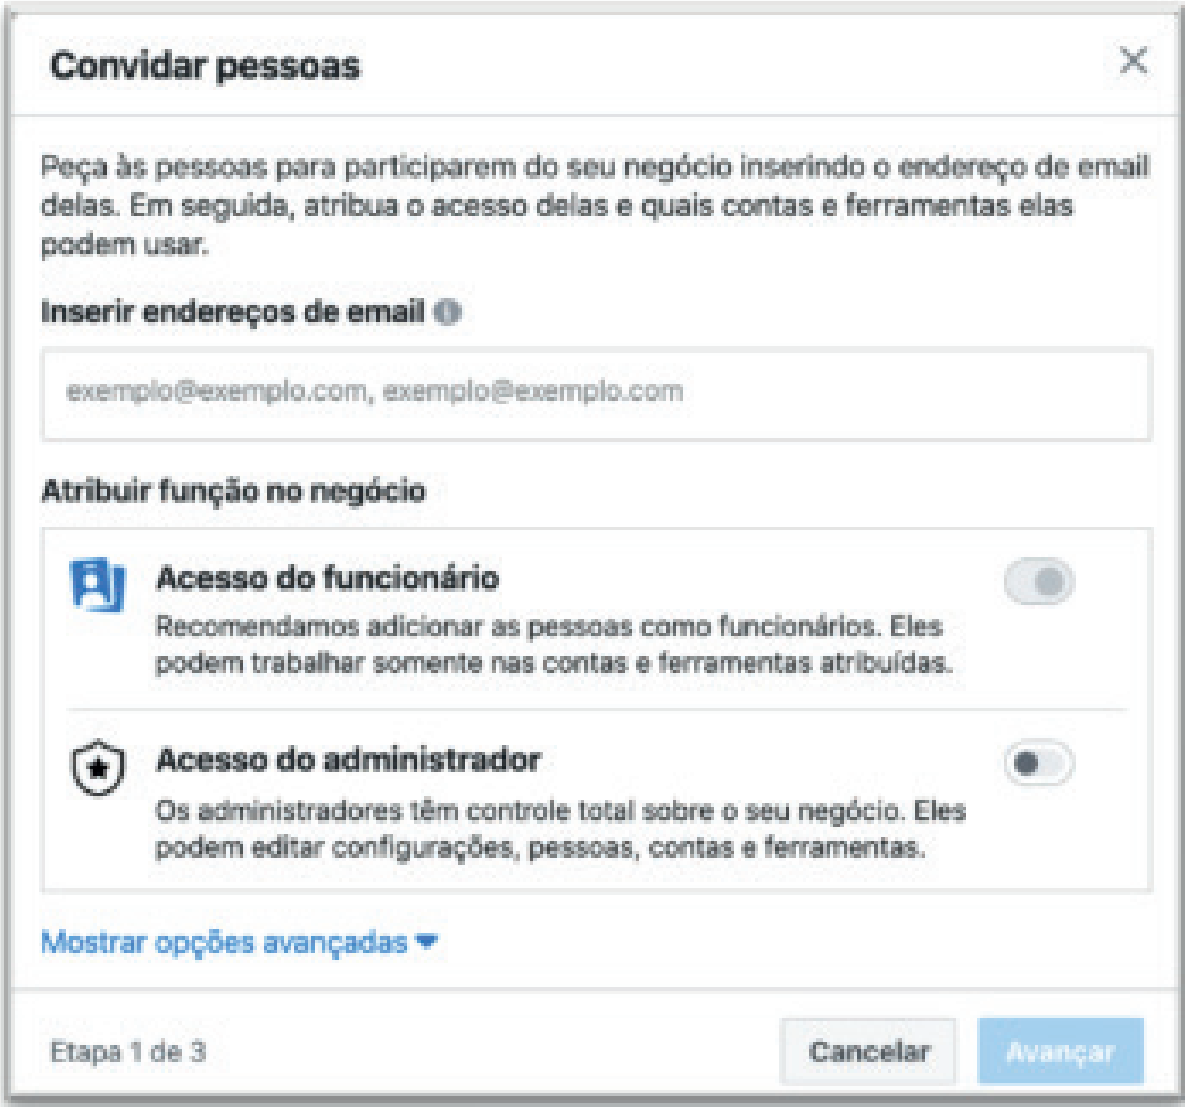 Convidar pessoas
Peça às pessoas para participarem do seu negócio inserindo o endereço de email
delas. Em seguida, atribua o acesso delas e quais contas e ferramentas elas
podem usar.
Inserir endereços de email
exemplo@exemplo.com, exemplo@exemplo.com
Atribuir função no negócio
Acesso do funcionário
Recomendamos adicionar as pessoas como funcionários. Eles
podem trabalhar somente nas contas e ferramentas atribuídas.
Acesso do administrador
Os administradores têm controle total sobre o seu negócio. Eles
podem editar configurações, pessoas, contas e ferramentas.
Mostrar opções avançadas
Etapa 1 de 3
Cancelar
Avançar